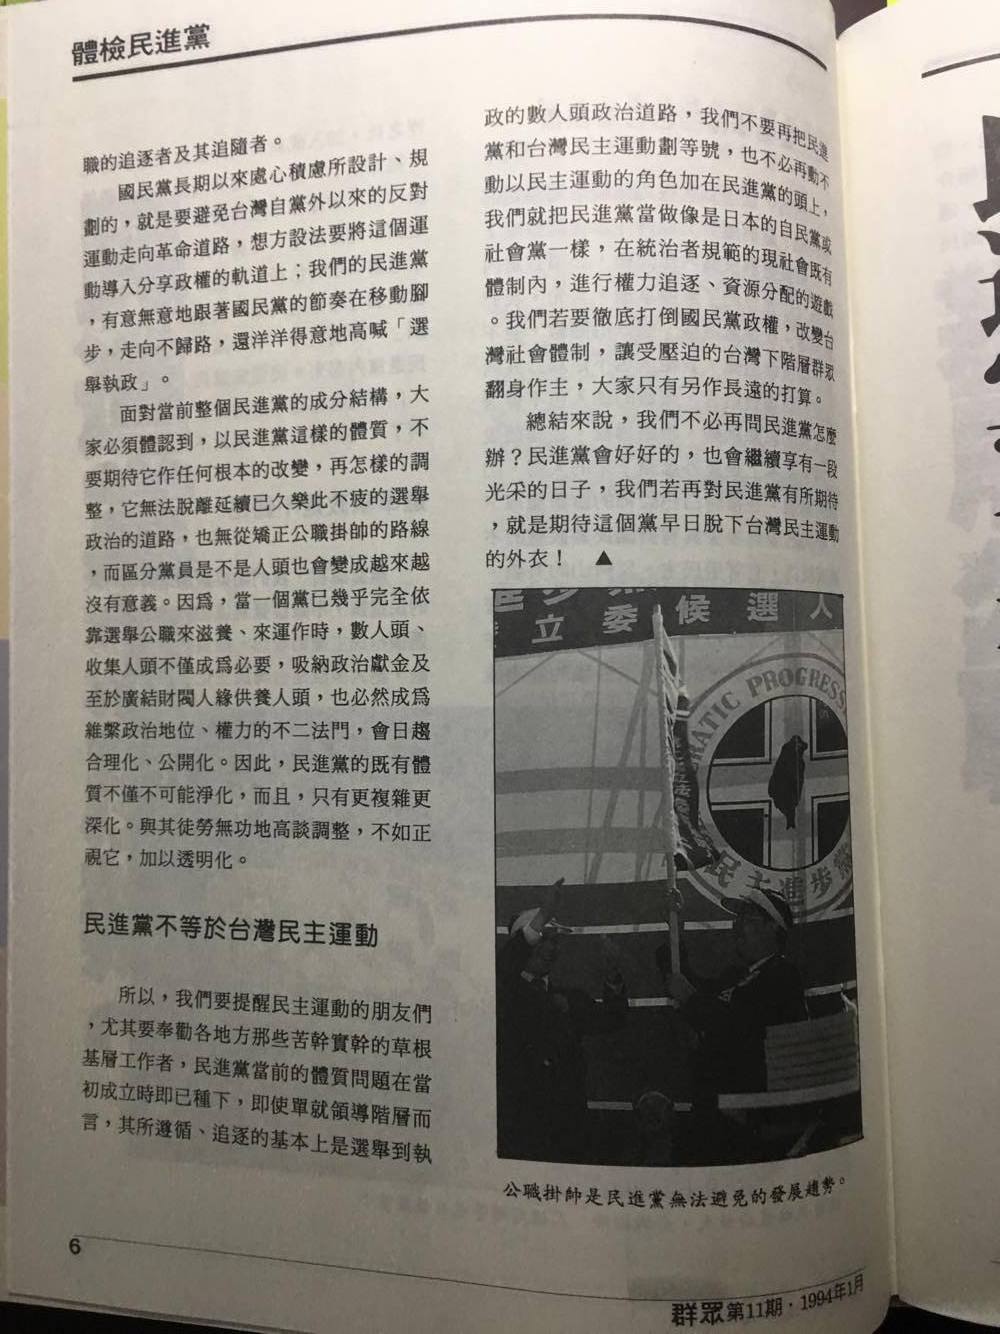 體檢民進黨
職的追逐者及其追隨者。
國民黨長期以來處心積慮所設計、規
劃的,就是要避免台灣自黨外以來的反對
運動走向革命道路,想方設法要將這個運
動導入分享政權的軌道上;我們的民進黨
,有意無意地跟著國民黨的節奏在移動腳
步,走向不歸路,還洋洋得意地高喊「選
舉執政」。
面對當前整個民進黨的成分結構,大
家必須體認到,以民進黨這樣的體質,不
要期待它作任何根本的改變,再怎樣的調
整,它無法脫離延續已久樂此不疲的選舉
政治的道路,也無從矯正公職掛帥的路線
,而區分黨員是不是人頭也會變成越來越
沒有意義。因爲,當一個黨已幾乎完全依
靠選舉公職來滋養、來運作時,數人頭、
收集人頭不僅成爲必要,吸納政治獻金及
至於廣結財閥人緣供養人頭,也必然成爲
維繫政治地位、權力的不二法門,會日趨
合理化、公開化。因此,民進黨的既有體
質不僅不可能淨化,而且,只有更複雜更
深化。與其徒勞無功地高談調整,不如正
視它,加以透明化。
民進黨不等於台灣民主運動
所以,我們要提醒民主運動的朋友們
,尤其要奉勸各地方那些苦幹實幹的草根
基層工作者,民進黨當前的體質問題在當
初成立時即已種下,即使單就領導階層而
言,其所遵循、追逐的基本上是選舉到執
政的數人頭政治道路,我們不要再把民進
黨和台灣民主運動劃等號,也不必再動不
動以民主運動的角色加在民進黨的頭上,
我們就把民進黨當做像是日本的自民黨或
社會黨一樣,在統治者規範的現社會既有
體制內,進行權力追逐、資源分配的遊戲
。我們若要徹底打倒國民黨政權,改變台
灣社會體制,讓受壓迫的台灣下階層群眾
翻身作主,大家只有另作長遠的打算。
總結來說,我們不必再問民進黨怎麼
辦?民進黨會好好的,也會繼續享有一段
光采的日子,我們若再對民進黨有所期待
,就是期待這個黨早日脫下台灣民主運動
的外衣! ▲
進步黨
立委候選人
RATIC PROGRESS
立法委
民主進步黨
公職掛帥是民進黨無法避免的發展趨勢。
6
群眾第11期・1994年1月